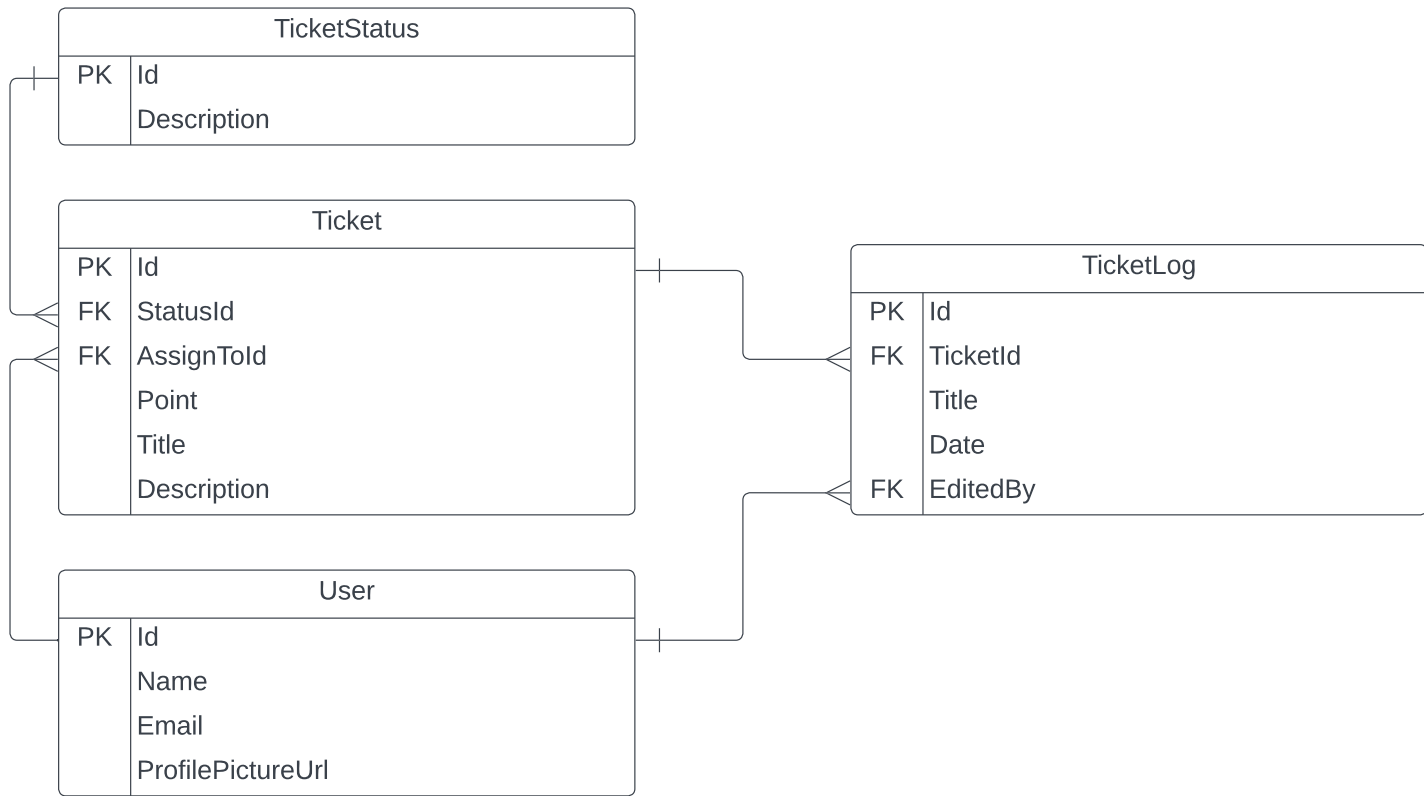 TicketStatus
PK Id
Description
Ticket
PK Id
FK StatusId
FK AssignToId
Point
Title
Description
TicketLog
PK Id
FK TicketId
Title
Date
FK EditedBy
User
PK Id
Name
Email
ProfilePictureUrl